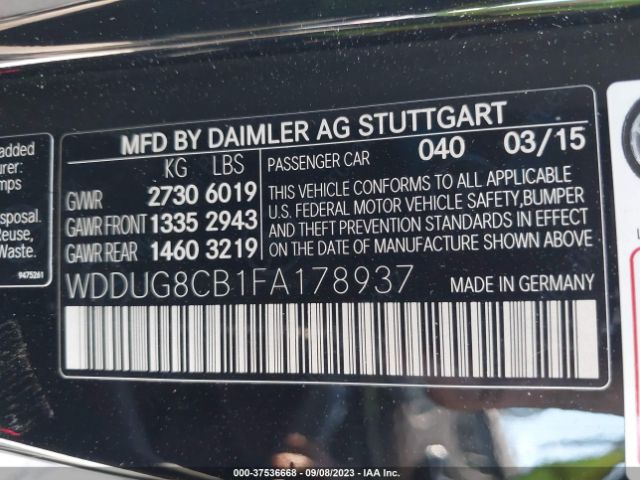 MFD BY DAIMLER AG STUTTGART
KG LBS
GVWR 2730 6019
GAWR FRONT 1335 2943
GAWR REAR 1460 3219
PASSENGER CAR 040 03/15
THIS VEHICLE CONFORMS TO ALL APPLICABLE
U.S. FEDERAL MOTOR VEHICLE SAFETY,BUMPER
AND THEFT PREVENTION STANDARDS IN EFFECT
ON THE DATE OF MANUFACTURE SHOWN ABOVE
WDDUG8CB1FA178937 MADE IN GERMANY
added
urer:
mps
isposal.
Reuse,
Waste.
9475261
000-37536668 - 09/08/2023 - IAA Inc.